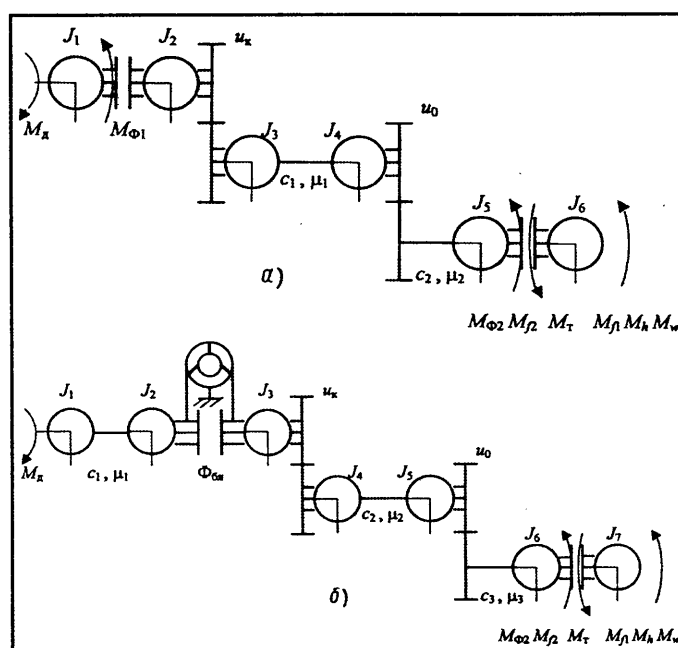 J₁ J₂ uₖ
Mд MФ1 J₃ J₄ u₀
c₁, μ₁ J₅ J₆
а) c₂, μ₂
MФ2 Mf2 Mт Mf1 Mh Mw
J₁ J₂ J₃ uₖ
Mд c₁, μ₁ Фбл J₄ J₅ u₀
c₂, μ₂ J₆ J₇
б) c₃, μ₃
MФ2 Mf2 Mт Mf1 Mh Mw